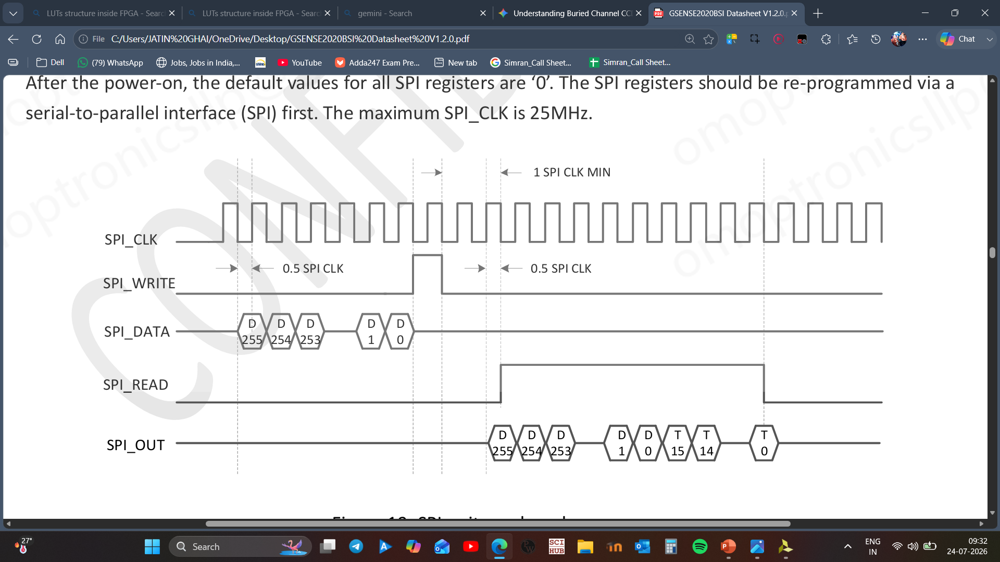 LUTs structure inside FPGA - Searc
LUTs structure inside FPGA - Searc
gemini - Search
Understanding Buried Channel CC
GSENSE2020BSI Datasheet V1.2.0.p
File
C:/Users/JATIN%20GHAI/OneDrive/Desktop/GSENSE2020BSI%20Datasheet%20V1.2.0.pdf
Chat
Dell
(79) WhatsApp
Jobs, Jobs in India,...
shine
YouTube
Adda247 Exam Pre...
New tab
Simran_Call Sheet...
Simran_Call Sheet...
After the power-on, the default values for all SPI registers are ‘0’. The SPI registers should be re-programmed via a
serial-to-parallel interface (SPI) first. The maximum SPI_CLK is 25MHz.
1 SPI CLK MIN
SPI_CLK
0.5 SPI CLK
0.5 SPI CLK
SPI_WRITE
SPI_DATA
D 255
D 254
D 253
D 1
D 0
SPI_READ
SPI_OUT
D 255
D 254
D 253
D 1
D 0
T 15
T 14
T 0
27°
Search
SCI
HUB
ENG
IN
09:32
24-07-2026